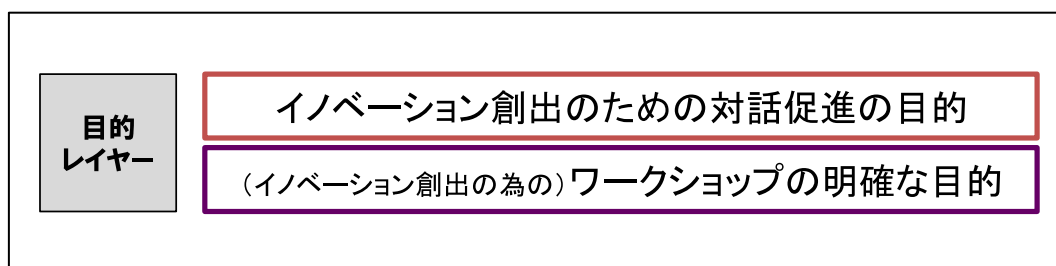 目的
レイヤー
イノベーション創出のための対話促進の目的
（イノベーション創出の為の）ワークショップの明確な目的